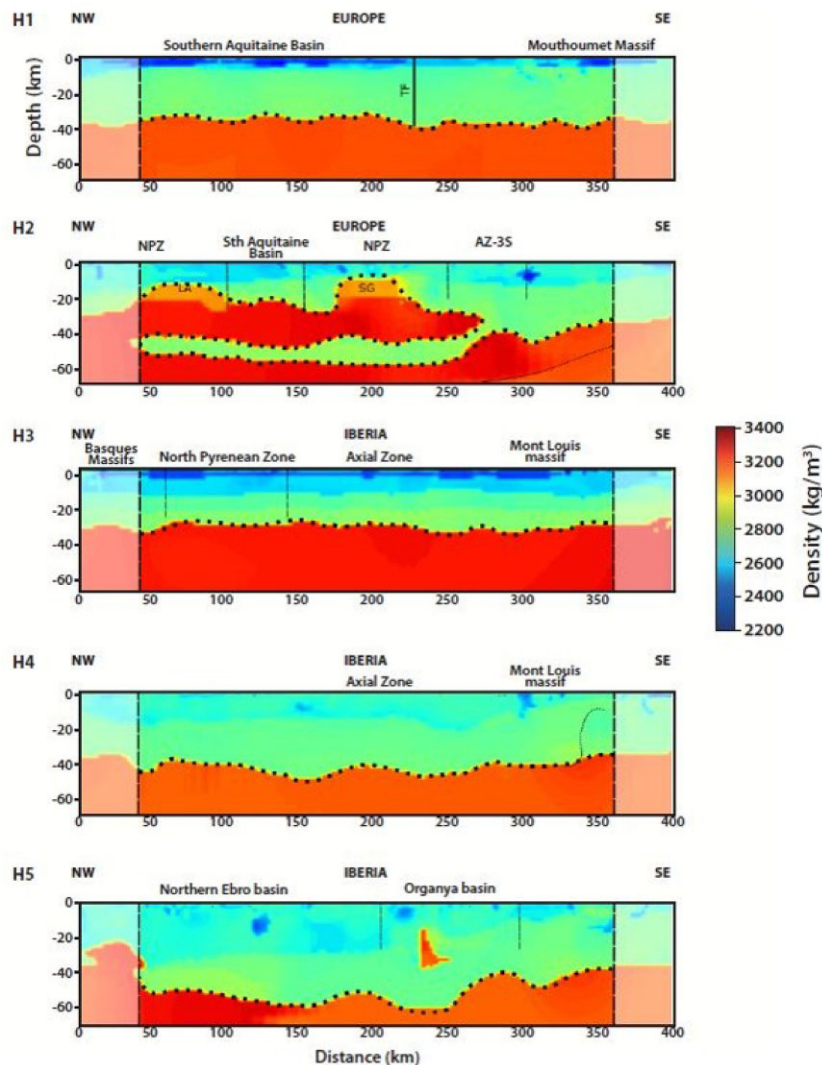 H1 NW EUROPE SE
Southern Aquitaine Basin Mouthoumet Massif
0
-20
-40
-60
Depth (km)
TF
0 50 100 150 200 250 300 350 400
H2 NW EUROPE SE
NPZ Sth Aquitaine Basin NPZ AZ-3S
0
-20
-40
-60
LA SG
0 50 100 150 200 250 300 350 400
H3 NW IBERIA SE
Basques Massifs North Pyrenean Zone Axial Zone Mont Louis massif
0
-20
-40
-60
0 50 100 150 200 250 300 350 400
3400
3200
3000
2800
2600
2400
2200
Density (kg/m³)
H4 NW IBERIA SE
Axial Zone Mont Louis massif
0
-20
-40
-60
0 50 100 150 200 250 300 350 400
H5 NW IBERIA SE
Northern Ebro basin Organya basin
0
-20
-40
-60
0 50 100 150 200 250 300 350 400
Distance (km)